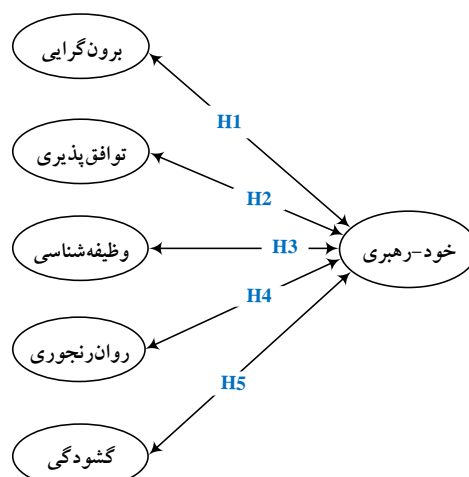 برون‌گرایی
H1
توافق‌پذیری
H2
وظیفه‌شناسی
H3
خود-رهبری
H4
روان‌رنجوری
H5
گشودگی